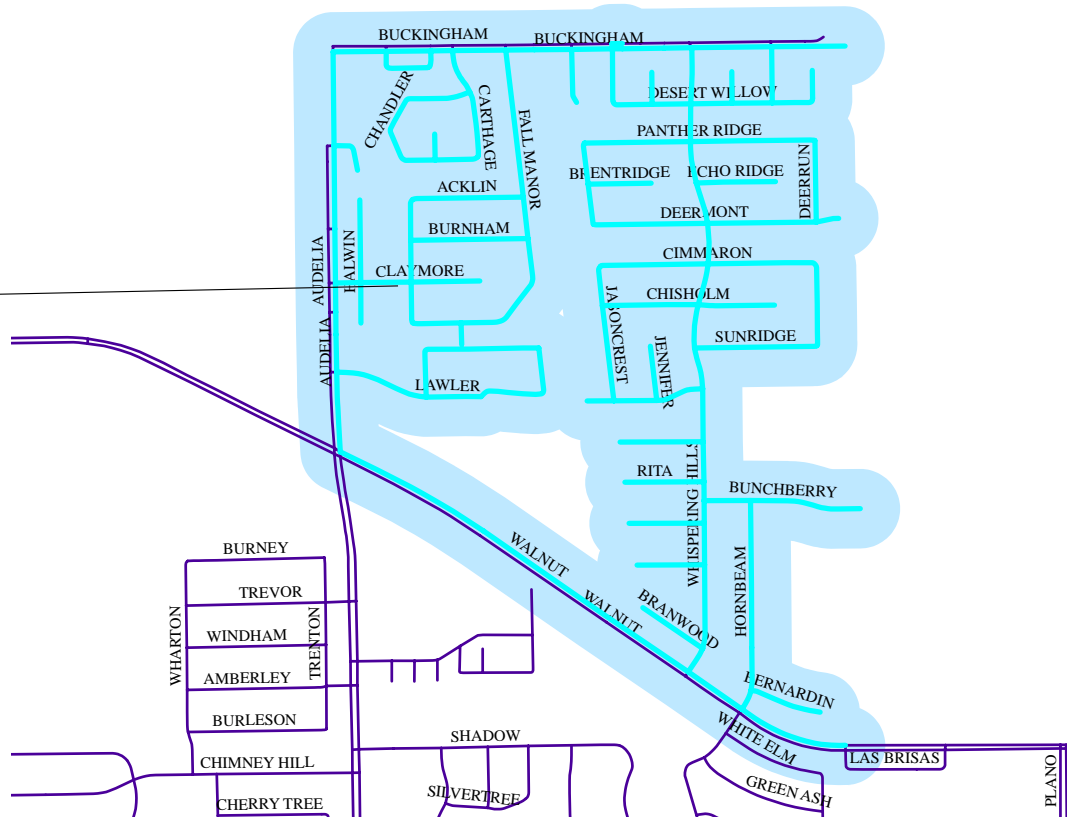 BUCKINGHAM
BUCKINGHAM
CHANDLER
CARTHAGE
DESERT WILLOW
FALL MANOR
PANTHER RIDGE
BRENTRIDGE
ECHO RIDGE
DEERRUN
ACKLIN
DEERMONT
BURNHAM
AUDELIA
HALWIN
CLAYMORE
CIMMARON
JASONCREST
CHISHOLM
AUDELIA
JENNIFER
SUNRIDGE
LAWLER
RITA
WHISPERING HILLS
BUNCHBERRY
WALNUT
BURNEY
HORNBEAM
TREVOR
WALNUT
BRANWOOD
WHARTON
WINDHAM
TRENTON
AMBERLEY
BERNARDIN
BURLESON
SHADOW
WHITE ELM
LAS BRISAS
CHIMNEY HILL
PLANO
SILVERTREE
GREEN ASH
CHERRY TREE